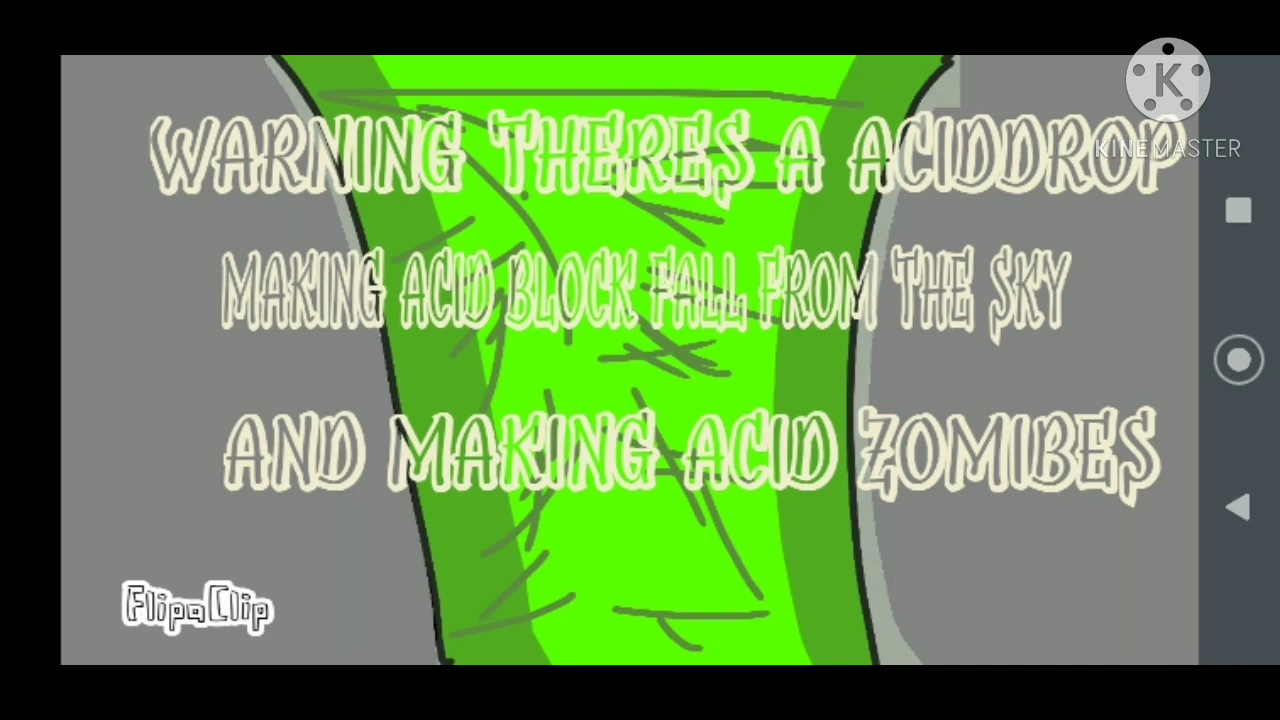 K
KINEMASTER
WARNING THERES A ACIDDROP
MAKING ACID BLOCK FALL FROM THE SKY
AND MAKING ACID ZOMIBES
FlipaClip